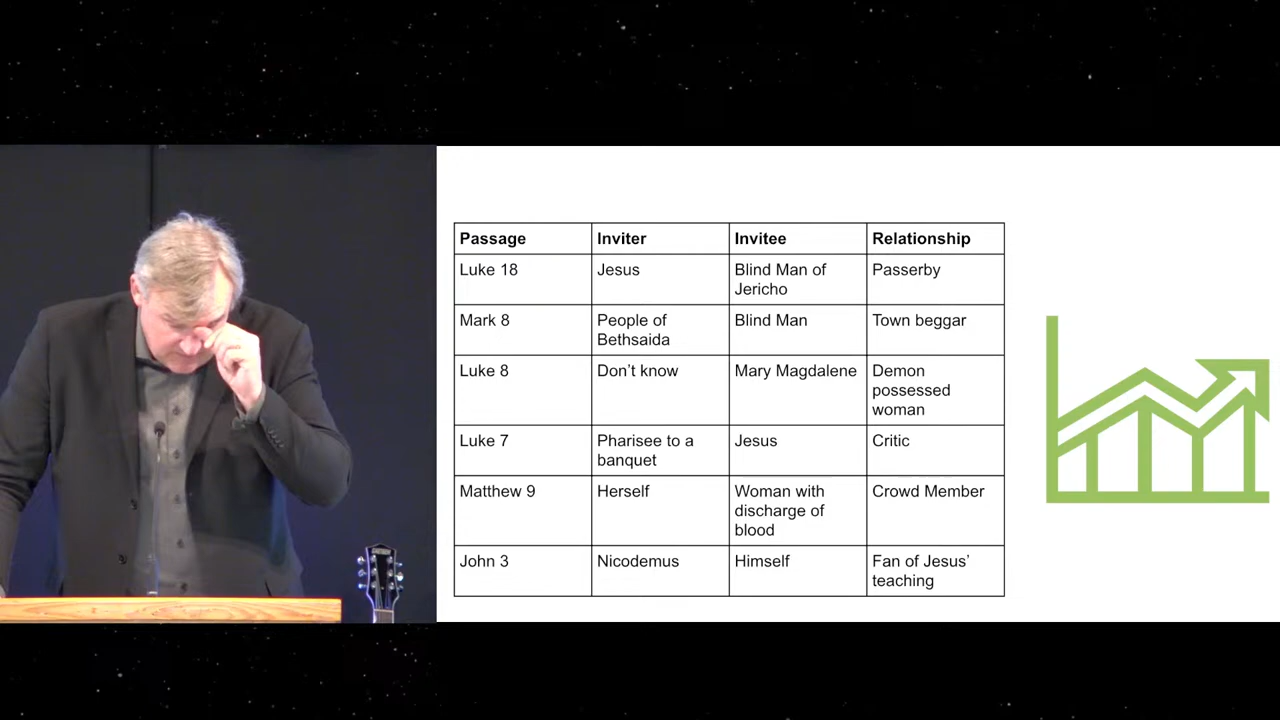 Passage Inviter Invitee Relationship
Luke 18 Jesus Blind Man of Passerby
Jericho
Mark 8 People of Blind Man Town beggar
Bethsaida
Luke 8 Don't know Mary Magdalene Demon
possessed
woman
Luke 7 Pharisee to a Jesus Critic
banquet
Matthew 9 Herself Woman with Crowd Member
discharge of
blood
John 3 Nicodemus Himself Fan of Jesus'
teaching